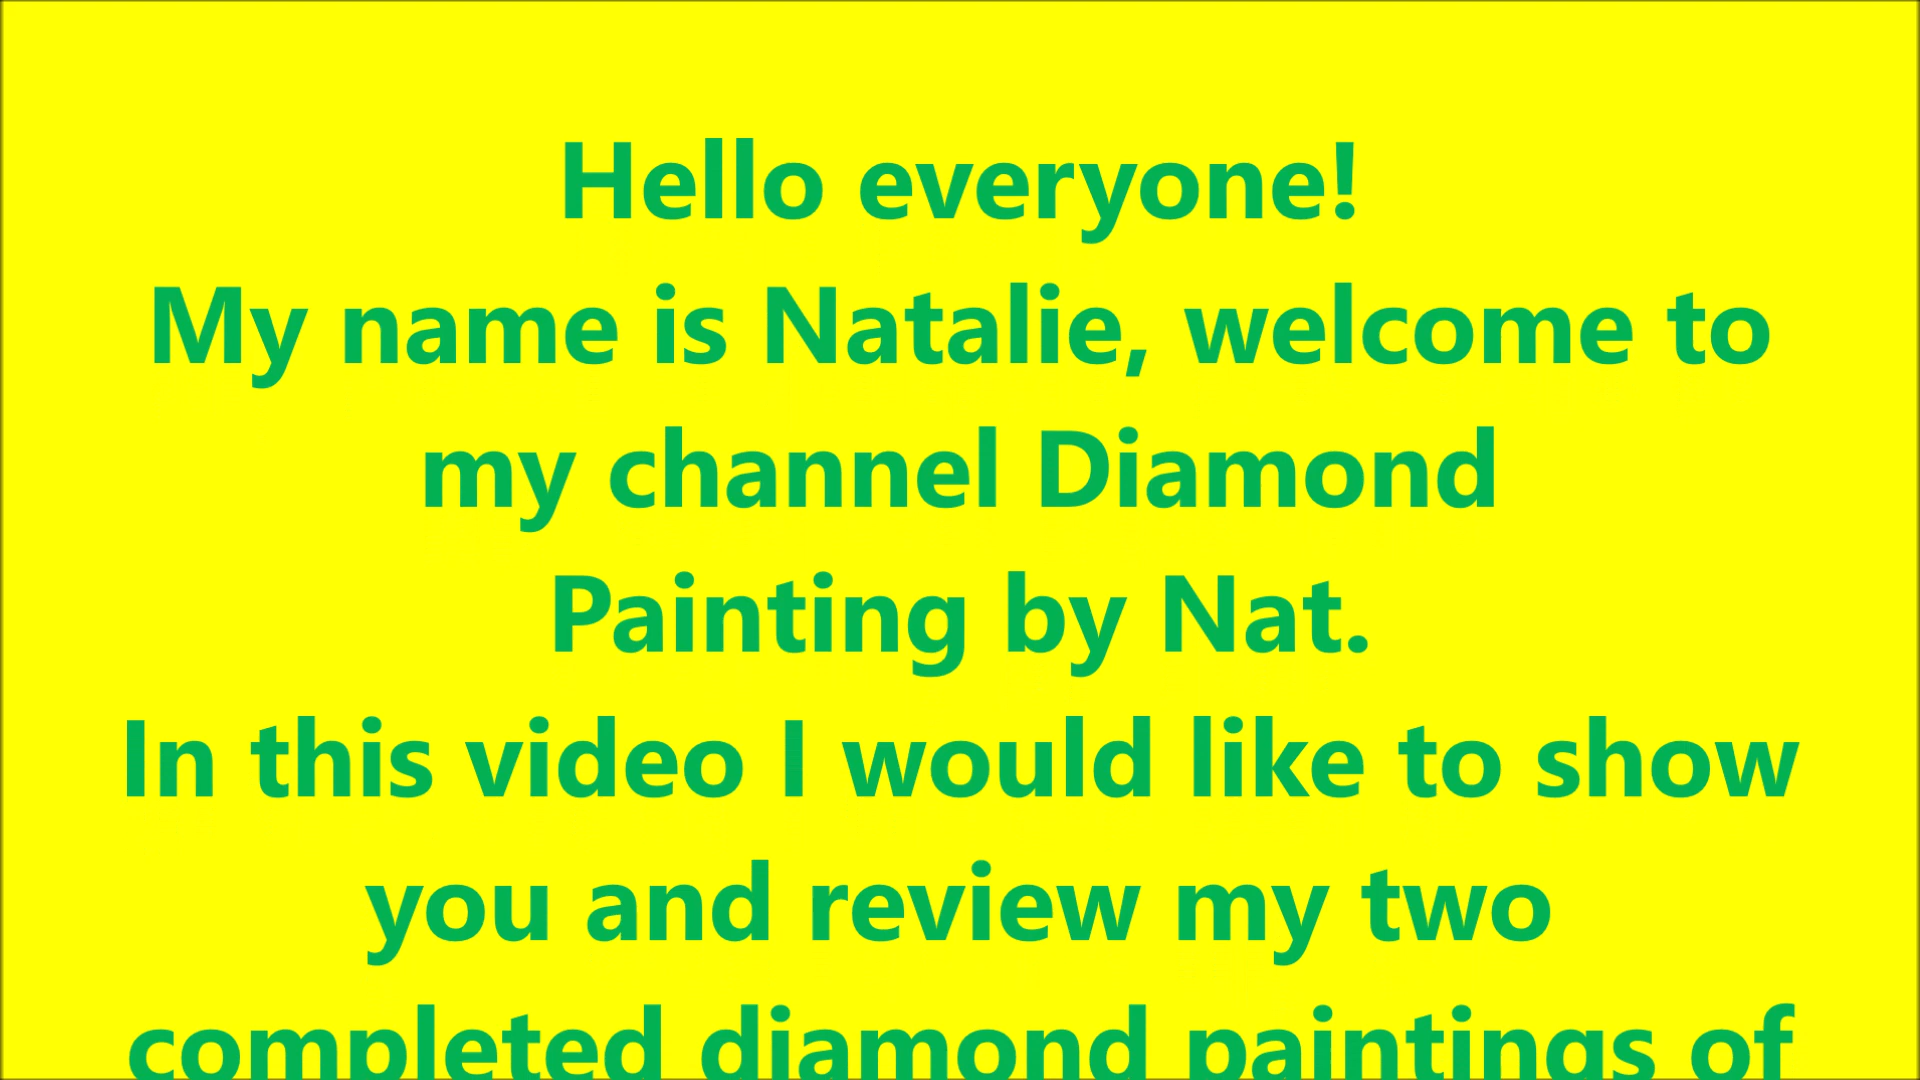 Hello everyone!
My name is Natalie, welcome to
my channel Diamond
Painting by Nat.
In this video I would like to show
you and review my two
completed diamond paintings of